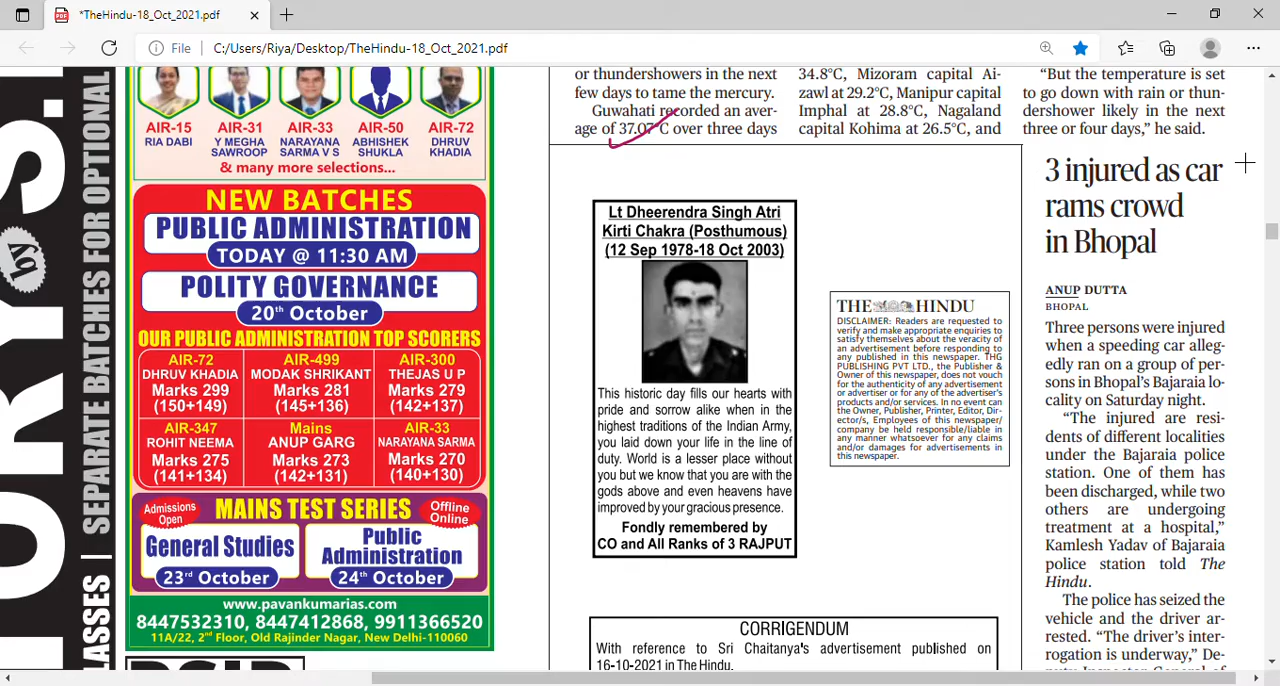 *TheHindu-18_Oct_2021.pdf
File
C:/Users/Riya/Desktop/TheHindu-18_Oct_2021.pdf
URY's.
CLASSES | SEPARATE BATCHES FOR OPTIONAL
AIR-15 AIR-31 AIR-33 AIR-50 AIR-72
RIA DABI Y MEGHA NARAYANA ABHISHEK DHRUV
SWAROOP SARMA V S SHUKLA KHADIA
& many more selections...
NEW BATCHES
PUBLIC ADMINISTRATION
TODAY @ 11:30 AM
POLITY GOVERNANCE
20th October
OUR PUBLIC ADMINISTRATION TOP SCORERS
AIR-72 AIR-499 AIR-300
DHRUV KHADIA MODAK SHRIKANT THEJAS U P
Marks 299 Marks 281 Marks 279
(150+149) (145+136) (142+137)
AIR-347 Mains AIR-33
ROHIT NEEMA ANUP GARG NARAYANA SARMA
Marks 275 Marks 273 Marks 270
(141+134) (142+131) (140+130)
Admissions Open
MAINS TEST SERIES
Offline Online
General Studies
23rd October
Public
Administration
24th October
www.pavankumarias.com
8447532310, 8447412868, 9911366520
11A/22, 2nd Floor, Old Rajinder Nagar, New Delhi-110060
or thundershowers in the next
few days to tame the mercury.
Guwahati recorded an aver-
age of 37.07°C over three days
34.8°C, Mizoram capital Ai-
zawl at 29.2°C, Manipur capital
Imphal at 28.8°C, Nagaland
capital Kohima at 26.5°C, and
"But the temperature is set
to go down with rain or thun-
dershower likely in the next
three or four days," he said.
Lt Dheerendra Singh Atri
Kirti Chakra (Posthumous)
(12 Sep 1978-18 Oct 2003)
This historic day fills our hearts with
pride and sorrow alike when in the
highest traditions of the Indian Army,
you laid down your life in the line of
duty. World is a lesser place without
you but we know that you are with the
gods above and even heavens have
improved by your gracious presence.
Fondly remembered by
CO and All Ranks of 3 RAJPUT
THE HINDU
DISCLAIMER: Readers are requested to
verify and make appropriate enquiries to
satisfy themselves about the veracity of
an advertisement before responding to
any published in this newspaper. THG
PUBLISHING PVT LTD., the Publisher &
Owner of this newspaper, does not vouch
for the authenticity of any advertisement
or advertiser or for any of the advertiser's
products and/or services. In no event can
the Owner, Publisher, Printer, Editor, Dir-
ector/s, Employees of this newspaper/
company be held responsible/liable in
any manner whatsoever for any claims
and/or damages for advertisements in
this newspaper.
CORRIGENDUM
With reference to Sri Chaitanya's advertisement published on
16-10-2021 in The Hindu.
3 injured as car
rams crowd
in Bhopal
ANUP DUTTA
BHOPAL
Three persons were injured
when a speeding car alleg-
edly ran on a group of per-
sons in Bhopal's Bajaraia lo-
cality on Saturday night.
"The injured are resi-
dents of different localities
under the Bajaraia police
station. One of them has
been discharged, while two
others are undergoing
treatment at a hospital,"
Kamlesh Yadav of Bajaraia
police station told The
Hindu.
The police has seized the
vehicle and the driver ar-
rested. "The driver's inter-
rogation is underway," De-